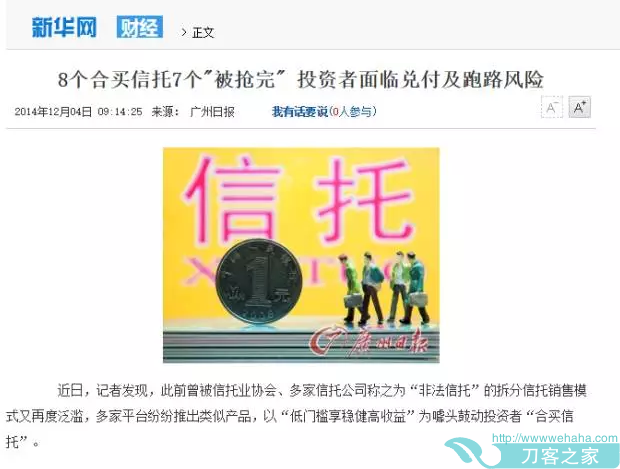 新华网 财经 > 正文
8个合买信托7个"被抢完" 投资者面临兑付及跑路风险
2014年12月04日 09:14:25 来源： 广州日报 我有话要说(0人参与) A- A+
信托
1
元
广州日报
近日，记者发现，此前曾被信托业协会、多家信托公司称之为“非法信托”的拆分信托销售模
式又再度泛滥，多家平台纷纷推出类似产品，以“低门槛享稳健高收益”为噱头鼓动投资者“合买信
托”。
http://www.wehaha.com
刀客之家